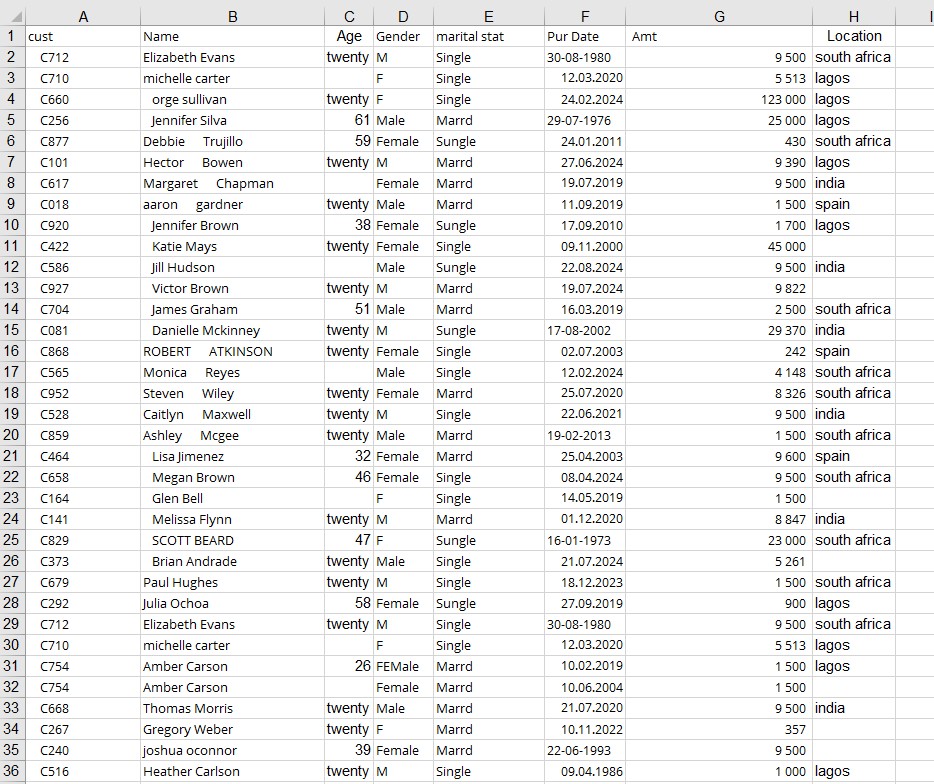 A B C D E F G H I
1 cust Name Age Gender marital stat Pur Date Amt Location
2 C712 Elizabeth Evans twenty M Single 30-08-1980 9 500 south africa
3 C710 michelle carter F Single 12.03.2020 5 513 lagos
4 C660 orge sullivan twenty F Single 24.02.2024 123 000 lagos
5 C256 Jennifer Silva 61 Male Marrd 29-07-1976 25 000 lagos
6 C877 Debbie Trujillo 59 Female Sungle 24.01.2011 430 south africa
7 C101 Hector Bowen twenty M Marrd 27.06.2024 9 390 lagos
8 C617 Margaret Chapman Female Marrd 19.07.2019 9 500 india
9 C018 aaron gardner twenty Male Marrd 11.09.2019 1 500 spain
10 C920 Jennifer Brown 38 Female Sungle 17.09.2010 1 700 lagos
11 C422 Katie Mays twenty Female Single 09.11.2000 45 000
12 C586 Jill Hudson Male Sungle 22.08.2024 9 500 india
13 C927 Victor Brown twenty M Marrd 19.07.2024 9 822
14 C704 James Graham 51 Male Marrd 16.03.2019 2 500 south africa
15 C081 Danielle Mckinney twenty M Sungle 17-08-2002 29 370 india
16 C868 ROBERT ATKINSON twenty Female Single 02.07.2003 242 spain
17 C565 Monica Reyes Male Single 12.02.2024 4 148 south africa
18 C952 Steven Wiley twenty Female Marrd 25.07.2020 8 326 south africa
19 C528 Caitlyn Maxwell twenty M Single 22.06.2021 9 500 india
20 C859 Ashley Mcgee twenty Male Marrd 19-02-2013 1 500 south africa
21 C464 Lisa Jimenez 32 Female Marrd 25.04.2003 9 600 spain
22 C658 Megan Brown 46 Female Single 08.04.2024 9 500 south africa
23 C164 Glen Bell F Single 14.05.2019 1 500
24 C141 Melissa Flynn twenty M Marrd 01.12.2020 8 847 india
25 C829 SCOTT BEARD 47 F Sungle 16-01-1973 23 000 south africa
26 C373 Brian Andrade twenty Male Single 21.07.2024 5 261
27 C679 Paul Hughes twenty M Single 18.12.2023 1 500 south africa
28 C292 Julia Ochoa 58 Female Sungle 27.09.2019 900 lagos
29 C712 Elizabeth Evans twenty M Single 30-08-1980 9 500 south africa
30 C710 michelle carter F Single 12.03.2020 5 513 lagos
31 C754 Amber Carson 26 FEMale Marrd 10.02.2019 1 500 lagos
32 C754 Amber Carson Female Marrd 10.06.2004 1 500
33 C668 Thomas Morris twenty Male Marrd 21.07.2020 9 500 india
34 C267 Gregory Weber twenty F Marrd 10.11.2022 357
35 C240 joshua oconnor 39 Female Marrd 22-06-1993 9 500
36 C516 Heather Carlson twenty M Single 09.04.1986 1 000 lagos